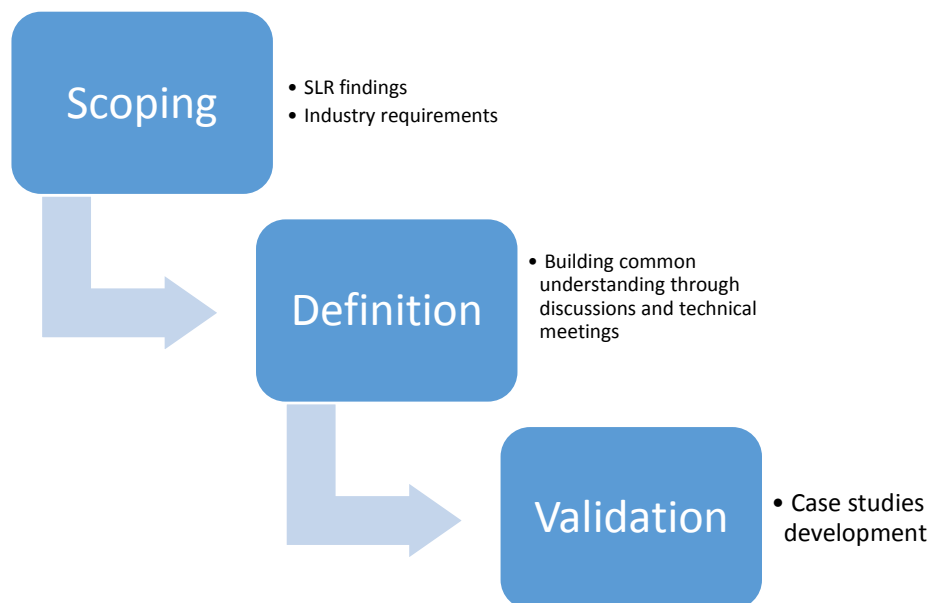 Scoping
• SLR findings
• Industry requirements
Definition
• Building common
understanding through
discussions and technical
meetings
Validation
• Case studies
development